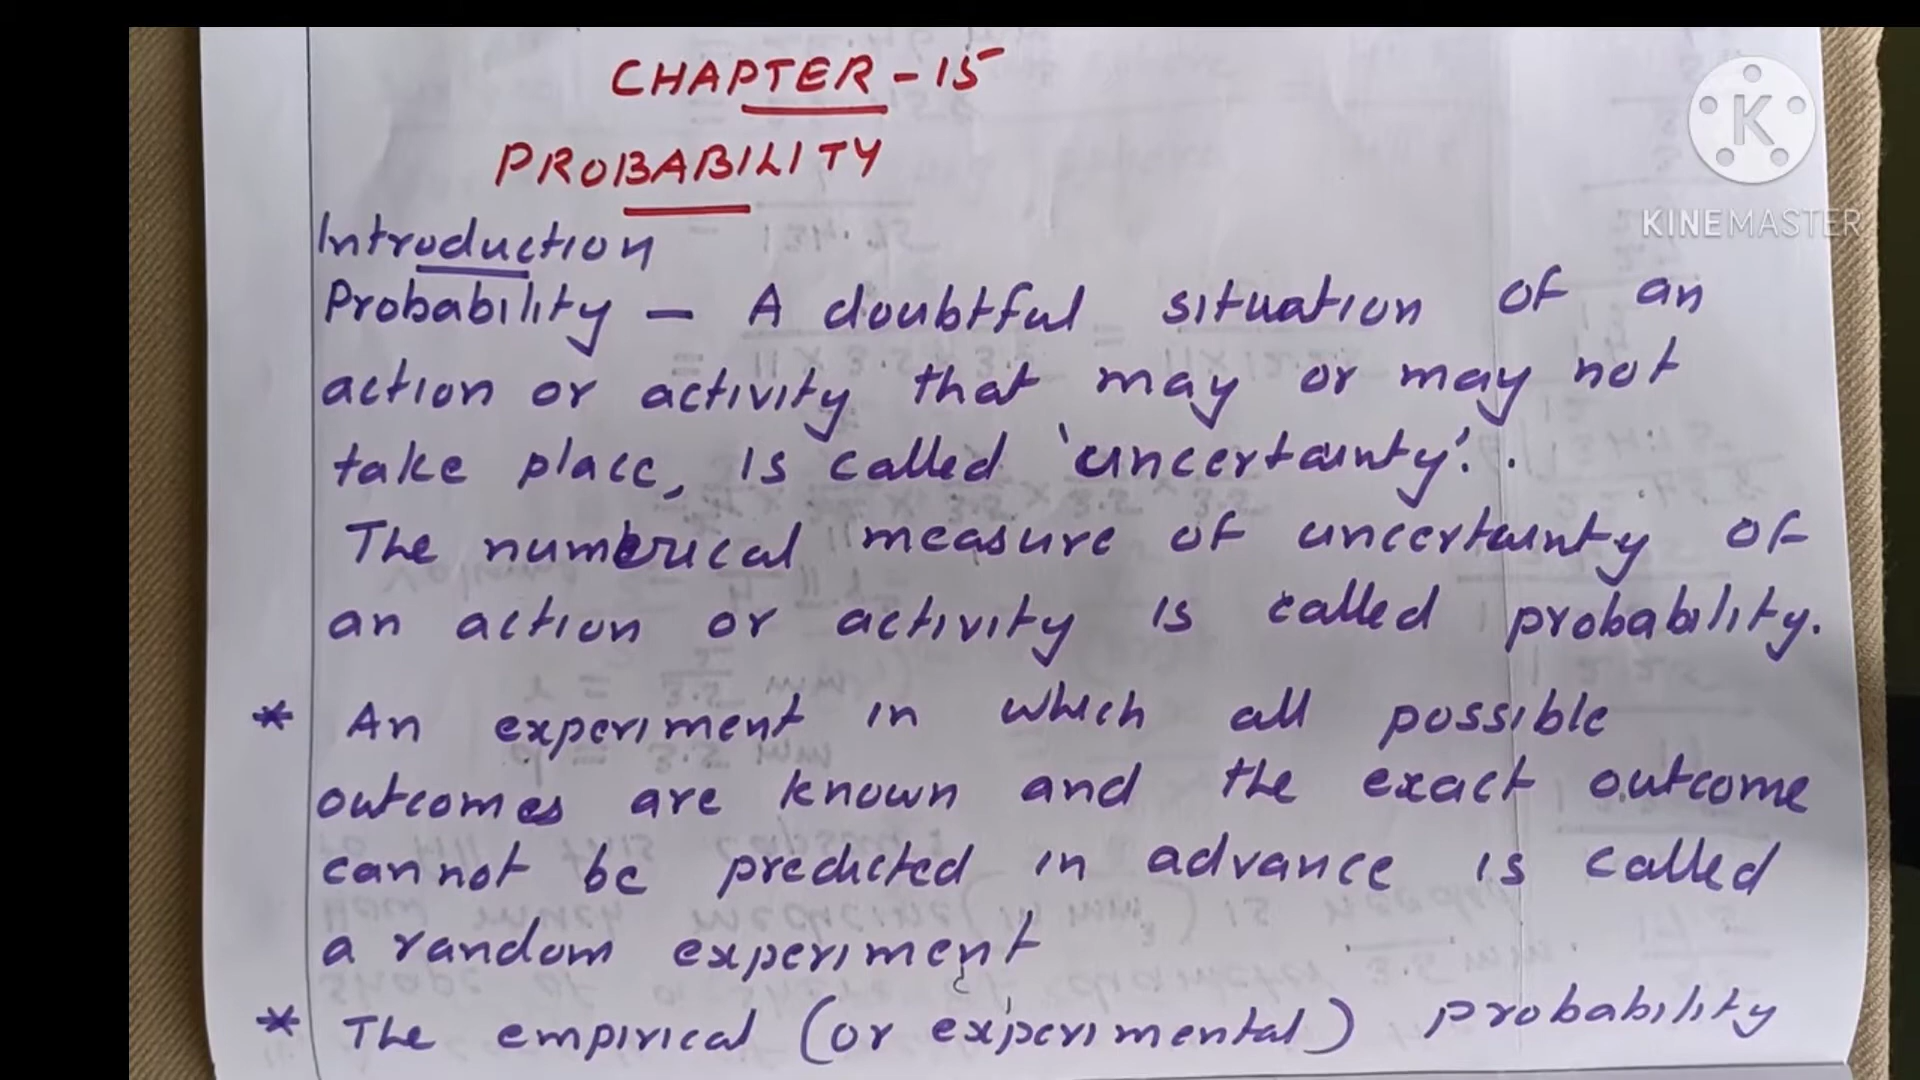 CHAPTER - 15
PROBABILITY
Introduction
Probability — A doubtful situation of an
action or activity that may or may not
take place, is called 'uncertainty'.
The numerical measure of uncertainty of
an action or activity is called probability.
* An experiment in which all possible
outcomes are known and the exact outcome
cannot be predicted in advance is called
a random experiment
* The empirical (or experimental) probability
K
KINEMASTER